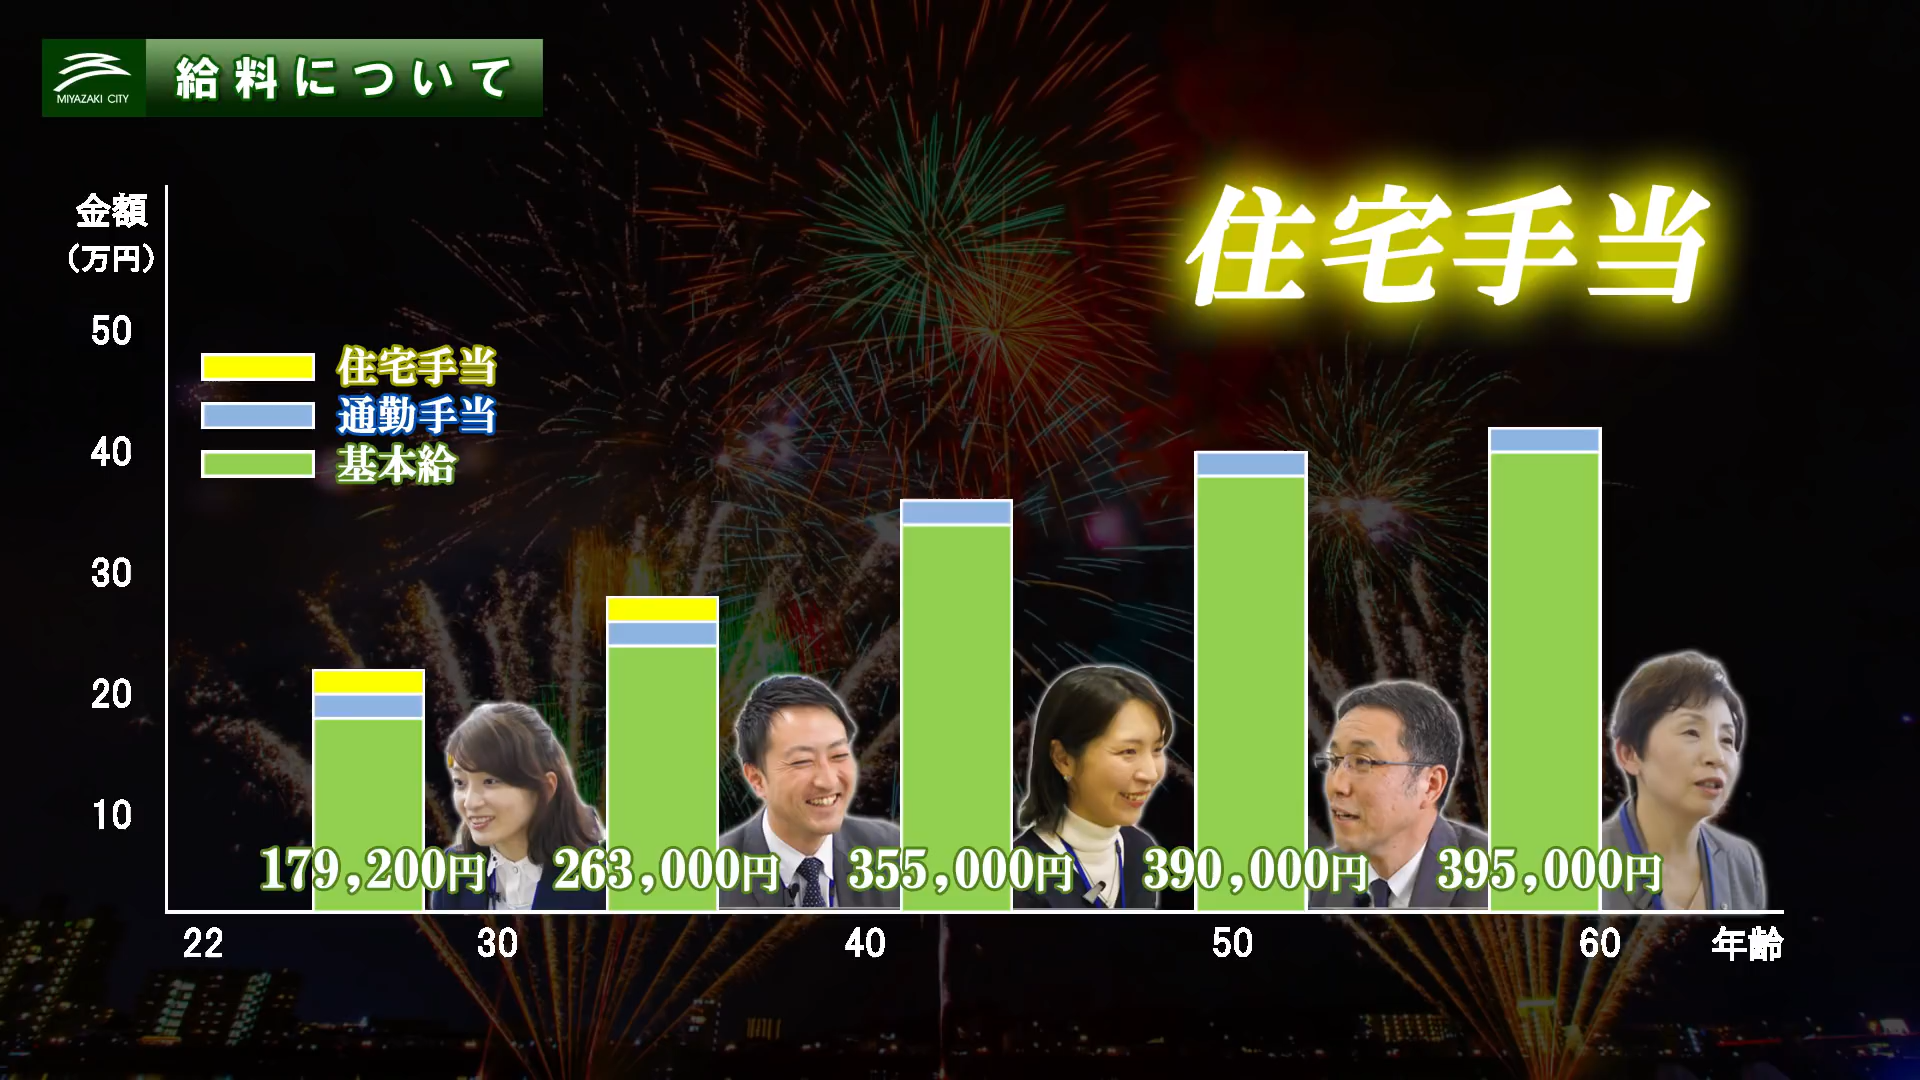 MIYAZAKI CITY
給料について
住宅手当
金額
（万円）
50
40
30
20
10
住宅手当
通勤手当
基本給
179,200円
263,000円
355,000円
390,000円
395,000円
22
30
40
50
60
年齢